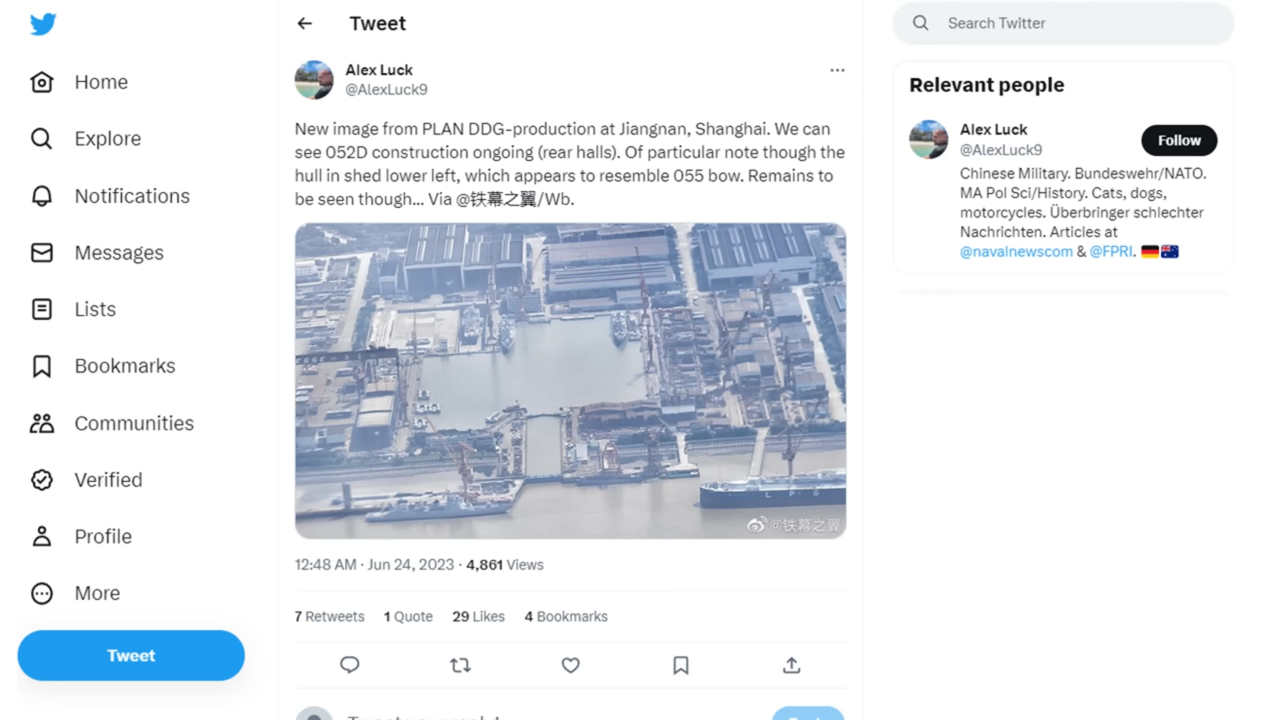 Tweet
Search Twitter
Home
Explore
Notifications
Messages
Lists
Bookmarks
Communities
Verified
Profile
More
Tweet
Alex Luck
@AlexLuck9
New image from PLAN DDG-production at Jiangnan, Shanghai. We can
see 052D construction ongoing (rear halls). Of particular note though the
hull in shed lower left, which appears to resemble 055 bow. Remains to
be seen though... Via @铁幕之翼/Wb.
L P G
@铁幕之翼
12:48 AM · Jun 24, 2023 · 4,861 Views
7 Retweets 1 Quote 29 Likes 4 Bookmarks
Relevant people
Alex Luck
@AlexLuck9
Follow
Chinese Military. Bundeswehr/NATO.
MA Pol Sci/History. Cats, dogs,
motorcycles. Überbringer schlechter
Nachrichten. Articles at
@navalnewscom & @FPRI.